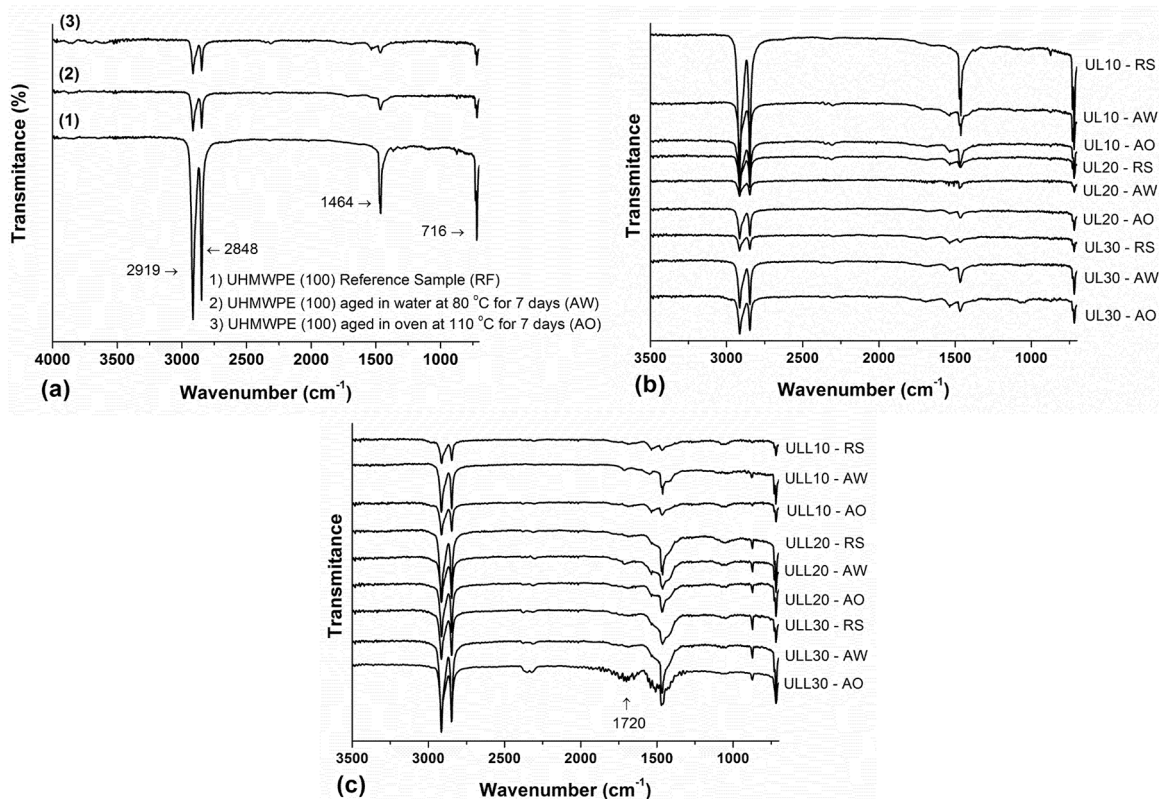 (3)
(2)
(1)
Transmitance (%)
1464 →
716 →
2919 →
← 2848
1) UHMWPE (100) Reference Sample (RF)
2) UHMWPE (100) aged in water at 80 °C for 7 days (AW)
3) UHMWPE (100) aged in oven at 110 °C for 7 days (AO)
4000 3500 3000 2500 2000 1500 1000
(a)
Wavenumber (cm-1)
Transmitance
UL10 - RS
UL10 - AW
UL10 - AO
UL20 - RS
UL20 - AW
UL20 - AO
UL30 - RS
UL30 - AW
UL30 - AO
3500 3000 2500 2000 1500 1000
(b)
Wavenumber (cm-1)
Transmitance
ULL10 - RS
ULL10 - AW
ULL10 - AO
ULL20 - RS
ULL20 - AW
ULL20 - AO
ULL30 - RS
ULL30 - AW
ULL30 - AO
↑
1720
3500 3000 2500 2000 1500 1000
(c)
Wavenumber (cm-1)